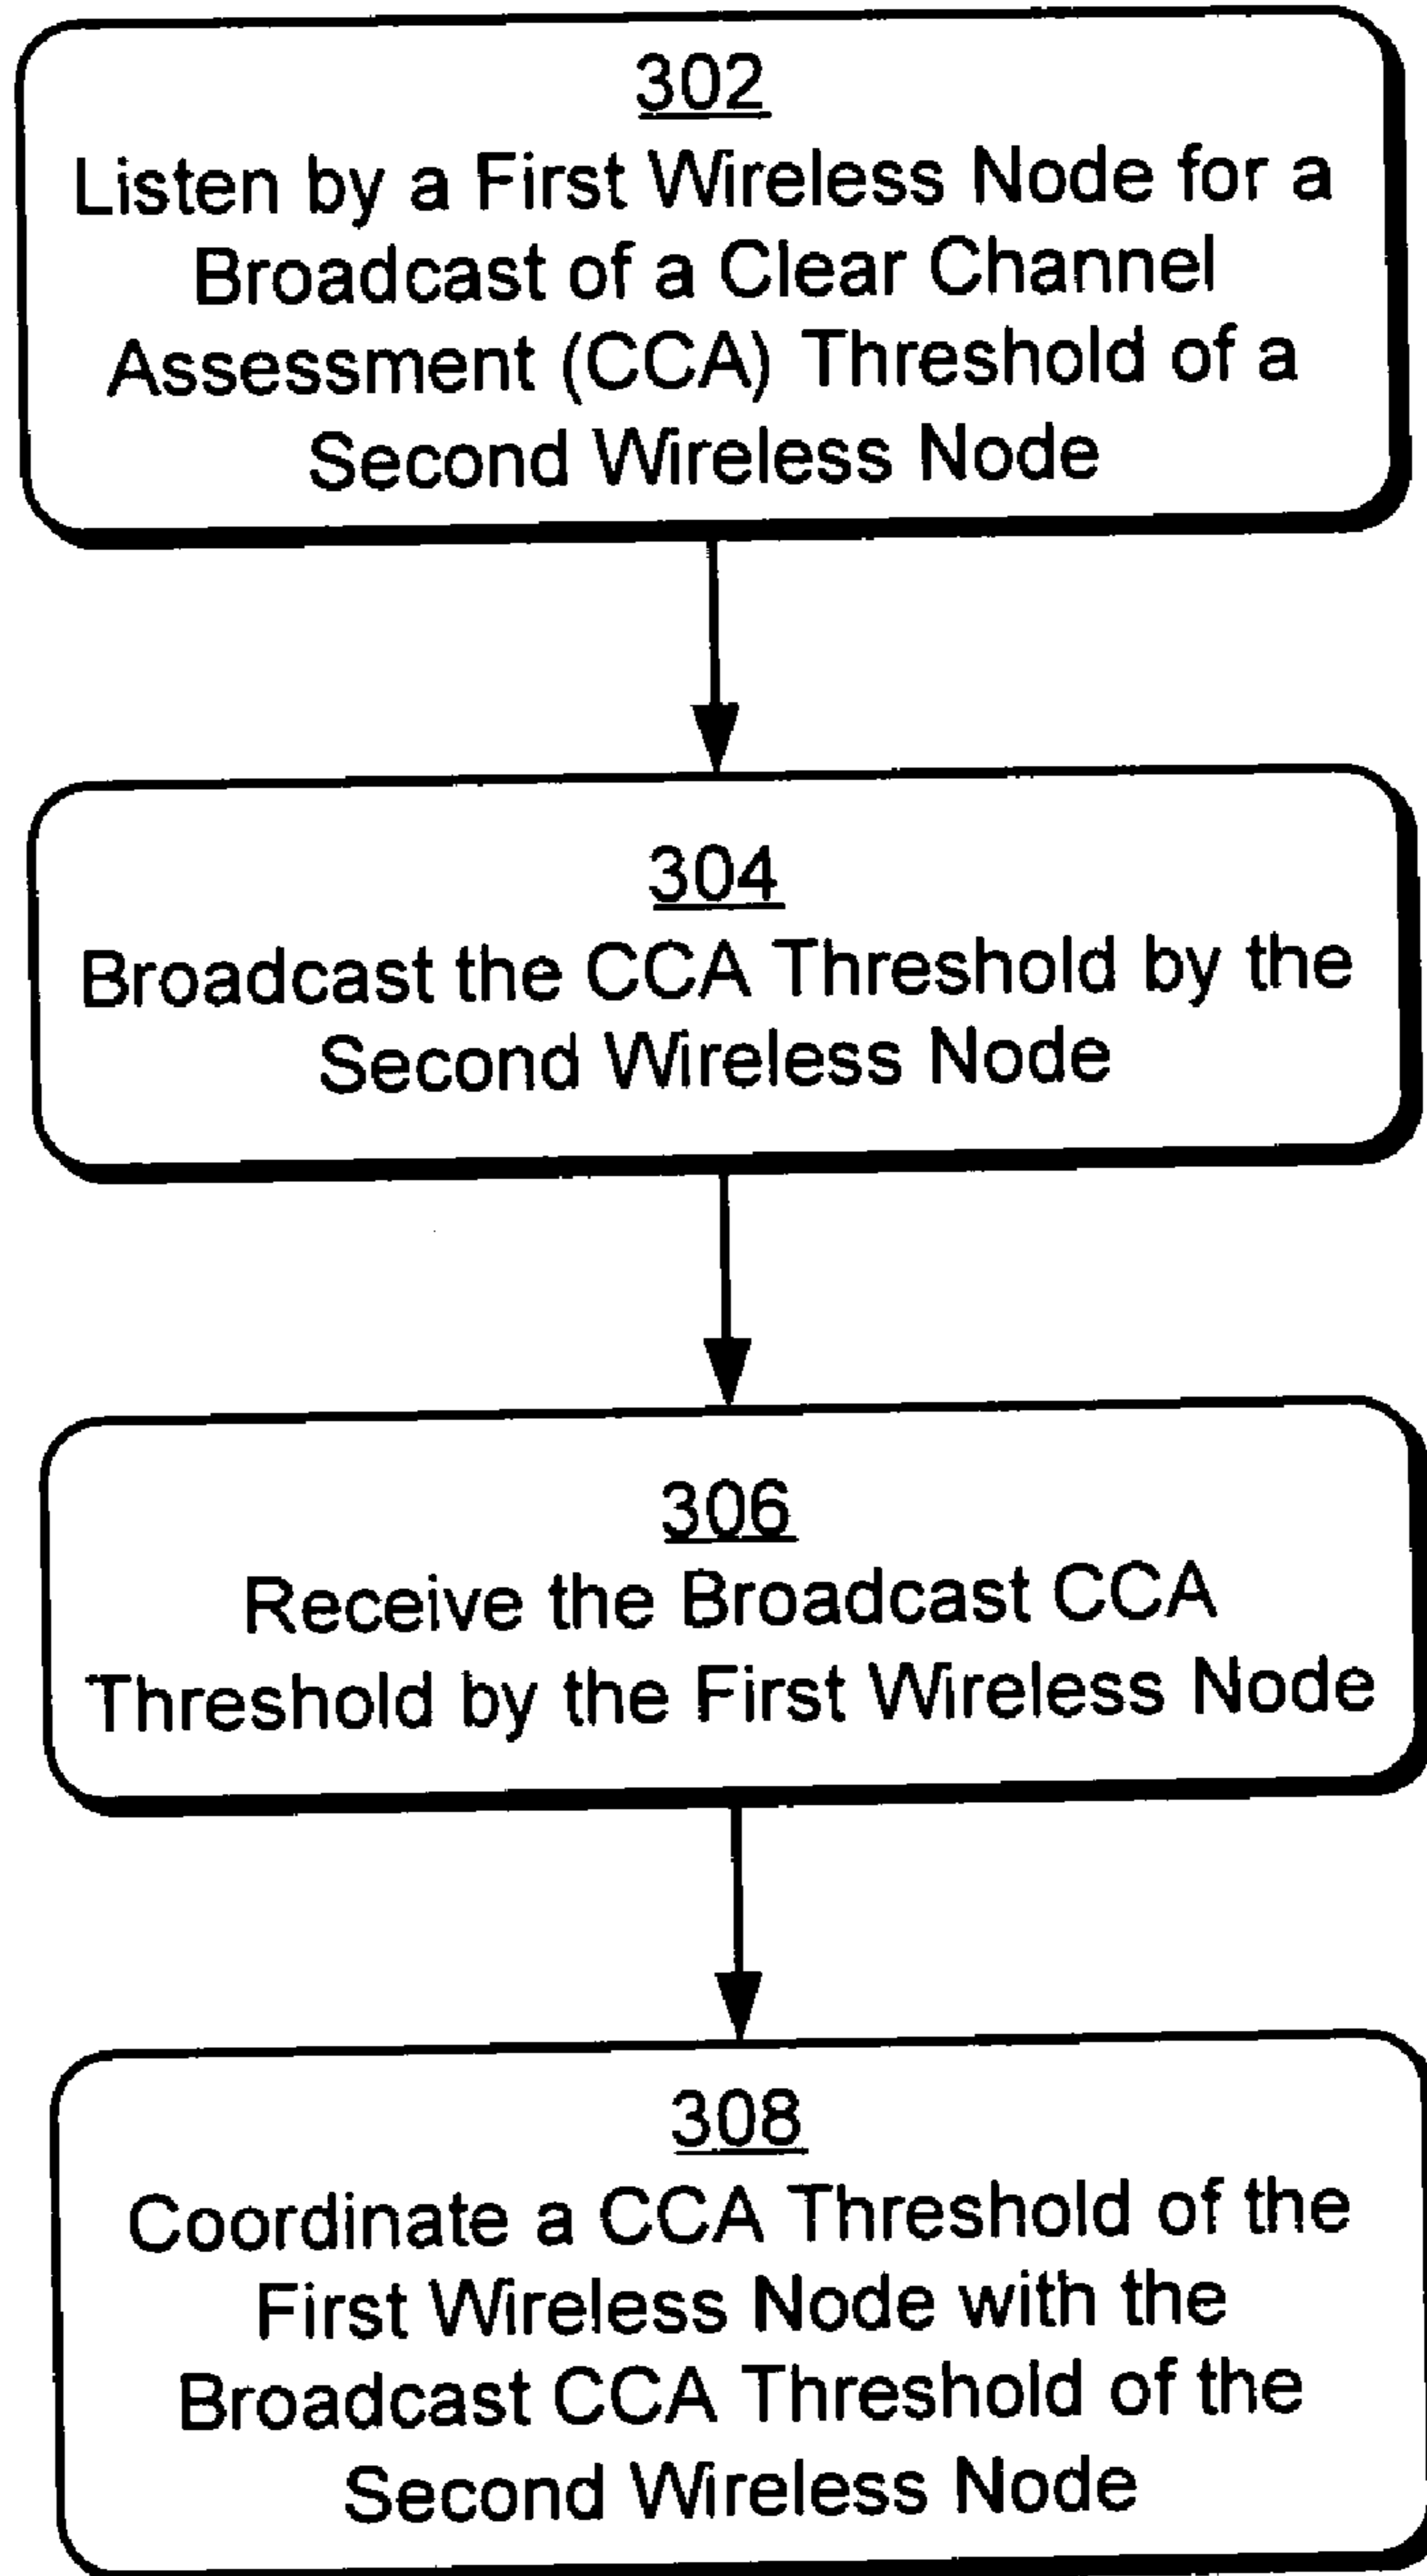 302
Listen by a First Wireless Node for a
Broadcast of a Clear Channel
Assessment (CCA) Threshold of a
Second Wireless Node
304
Broadcast the CCA Threshold by the
Second Wireless Node
306
Receive the Broadcast CCA
Threshold by the First Wireless Node
308
Coordinate a CCA Threshold of the
First Wireless Node with the
Broadcast CCA Threshold of the
Second Wireless Node